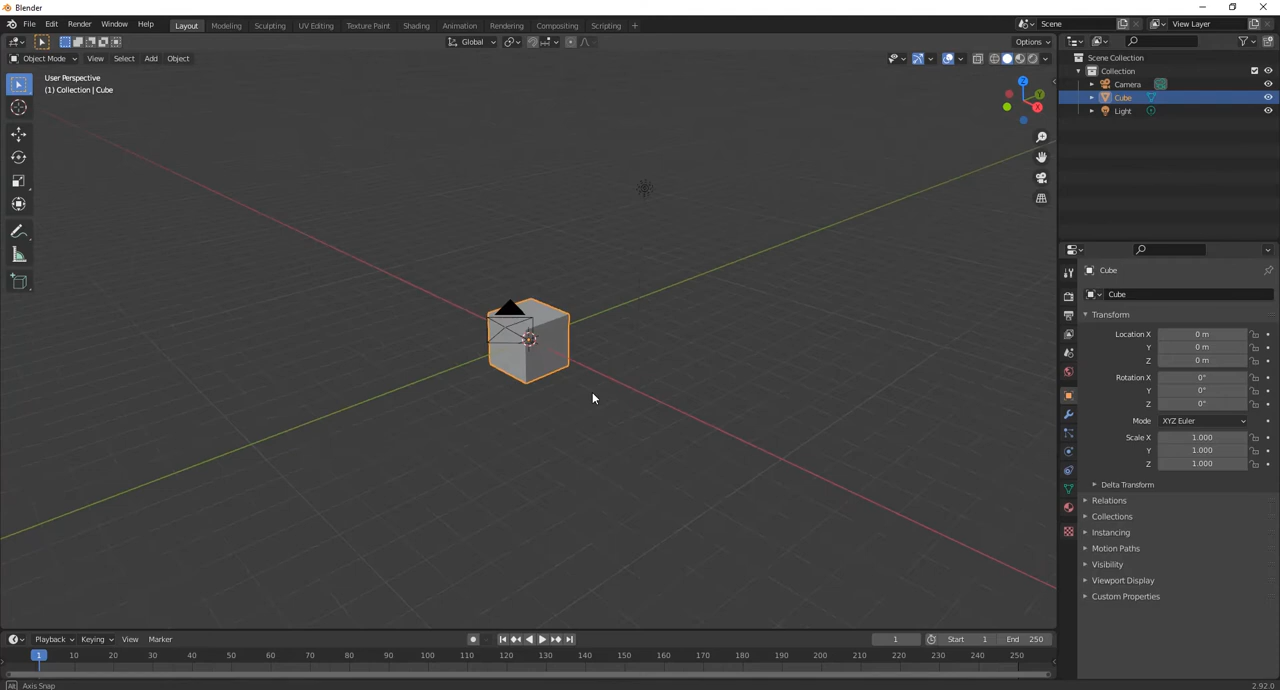 Blender
File Edit Render Window Help Layout Modeling Sculpting UV Editing Texture Paint Shading Animation Rendering Compositing Scripting + Scene View Layer
Global Options
Object Mode View Select Add Object
User Perspective
(1) Collection | Cube
Z
Y
X
Scene Collection
Collection
Camera
Cube
Light
Cube
Cube
Transform
Location X 0 m
Y 0 m
Z 0 m
Rotation X 0°
Y 0°
Z 0°
Mode XYZ Euler
Scale X 1.000
Y 1.000
Z 1.000
Delta Transform
Relations
Collections
Instancing
Motion Paths
Visibility
Viewport Display
Custom Properties
Playback Keying View Marker 1 Start 1 End 250
1 10 20 30 40 50 60 70 80 90 100 110 120 130 140 150 160 170 180 190 200 210 220 230 240 250
Alt Axis Snap 2.92.0